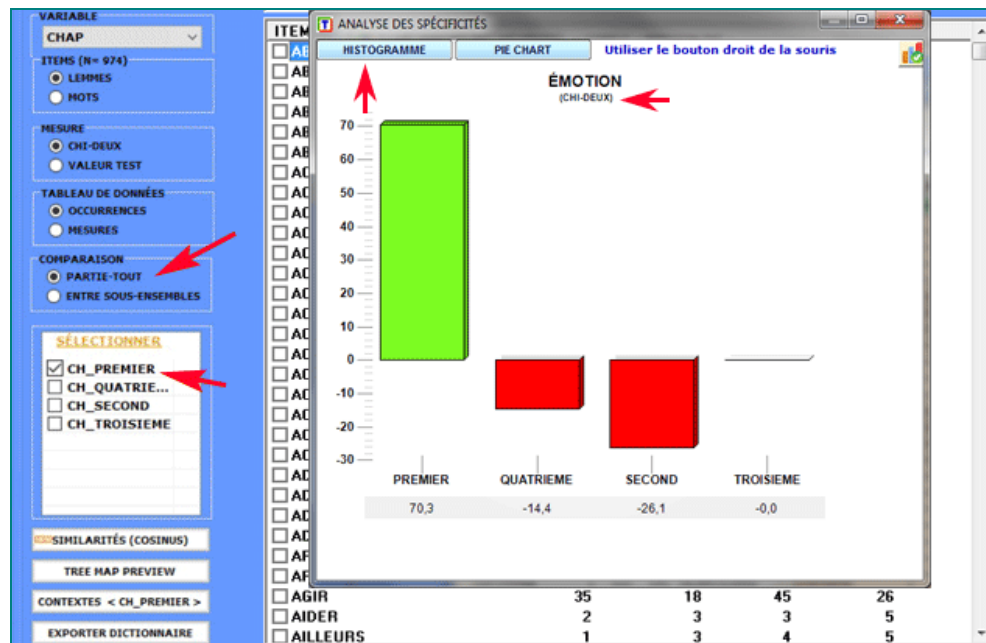 VARIABLE
CHAP
ITEMS (N= 974)
LEMMES
MOTS
MESURE
CHI-DEUX
VALEUR TEST
TABLEAU DE DONNÉES
OCCURRENCES
MESURES
COMPARAISON
PARTIE-TOUT
ENTRE SOUS-ENSEMBLES
SÉLECTIONNER
CH_PREMIER
CH_QUATRIE...
CH_SECOND
CH_TROISIEME
SIMILARITÉS (COSINUS)
TREE MAP PREVIEW
CONTEXTES < CH_PREMIER >
EXPORTER DICTIONNAIRE
ANALYSE DES SPÉCIFICITÉS
HISTOGRAMME PIE CHART Utiliser le bouton droit de la souris
ÉMOTION
(CHI-DEUX)
70
60
50
40
30
20
10
0
-10
-20
-30
PREMIER QUATRIEME SECOND TROISIEME
70,3 -14,4 -26,1 -0,0
AGIR 35 18 45 26
AIDER 2 3 3 5
AILLEURS 1 3 4 5